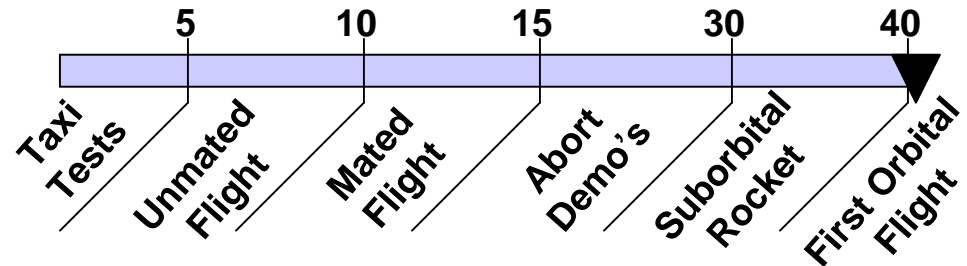 5 10 15 30 40
Taxi
Tests
Unmated
Flight
Mated
Flight
Abort
Demo's
Suborbital
Rocket
First Orbital
Flight